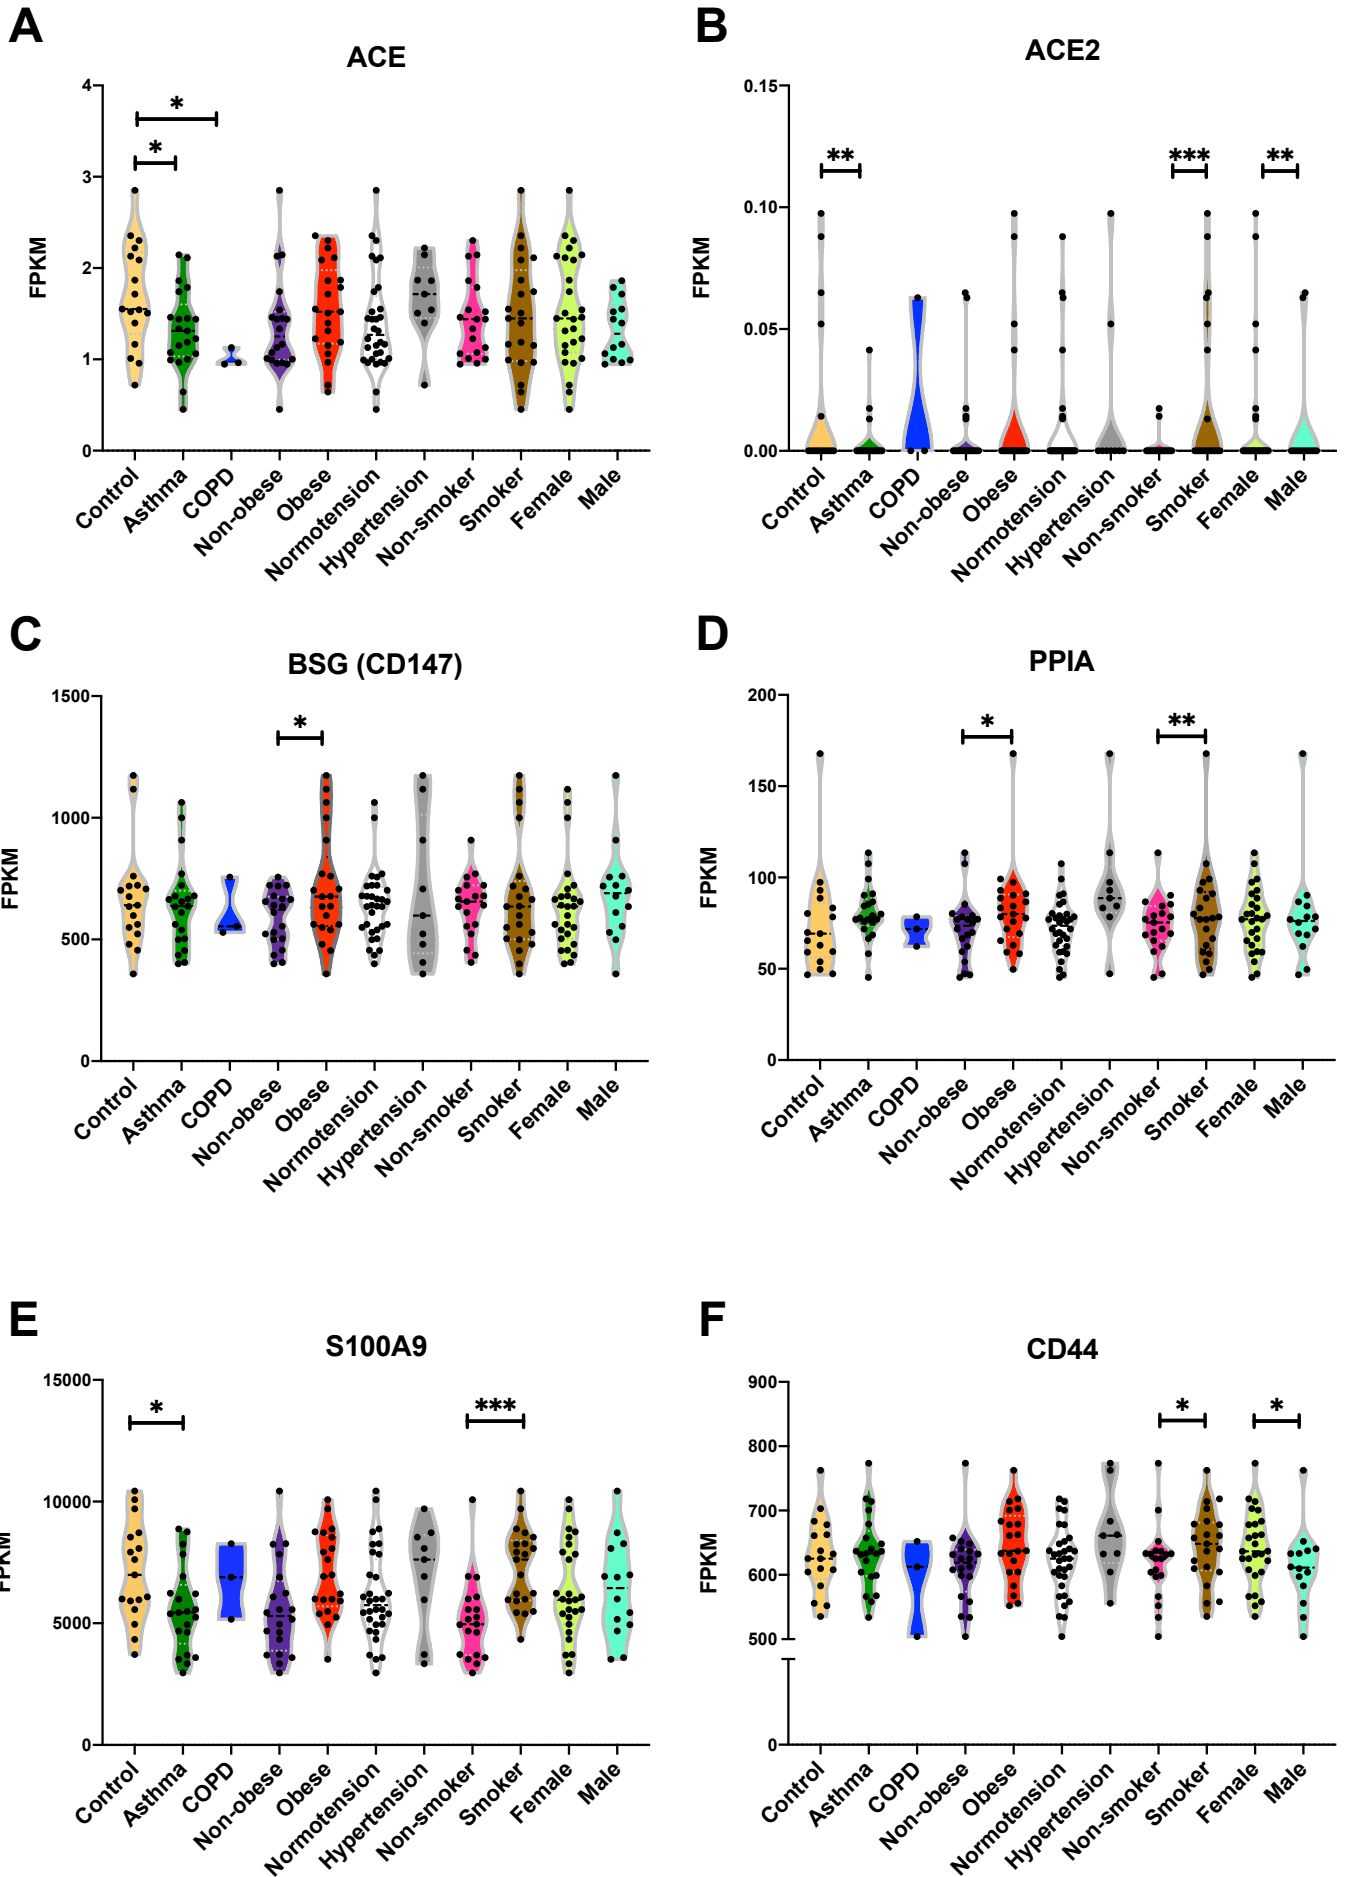 A
ACE
4
3
2
1
0
FPKM
*
*
Control
Asthma
COPD
Non-obese
Obese
Normotension
Hypertension
Non-smoker
Smoker
Female
Male
B
ACE2
0.15
0.10
0.05
0.00
FPKM
**
***
**
Control
Asthma
COPD
Non-obese
Obese
Normotension
Hypertension
Non-smoker
Smoker
Female
Male
C
BSG (CD147)
1500
1000
500
0
FPKM
*
Control
Asthma
COPD
Non-obese
Obese
Normotension
Hypertension
Non-smoker
Smoker
Female
Male
D
PPIA
200
150
100
50
0
FPKM
*
**
Control
Asthma
COPD
Non-obese
Obese
Normotension
Hypertension
Non-smoker
Smoker
Female
Male
E
S100A9
15000
10000
5000
0
FPKM
*
***
Control
Asthma
COPD
Non-obese
Obese
Normotension
Hypertension
Non-smoker
Smoker
Female
Male
F
CD44
900
800
700
600
500
0
FPKM
*
*
Control
Asthma
COPD
Non-obese
Obese
Normotension
Hypertension
Non-smoker
Smoker
Female
Male